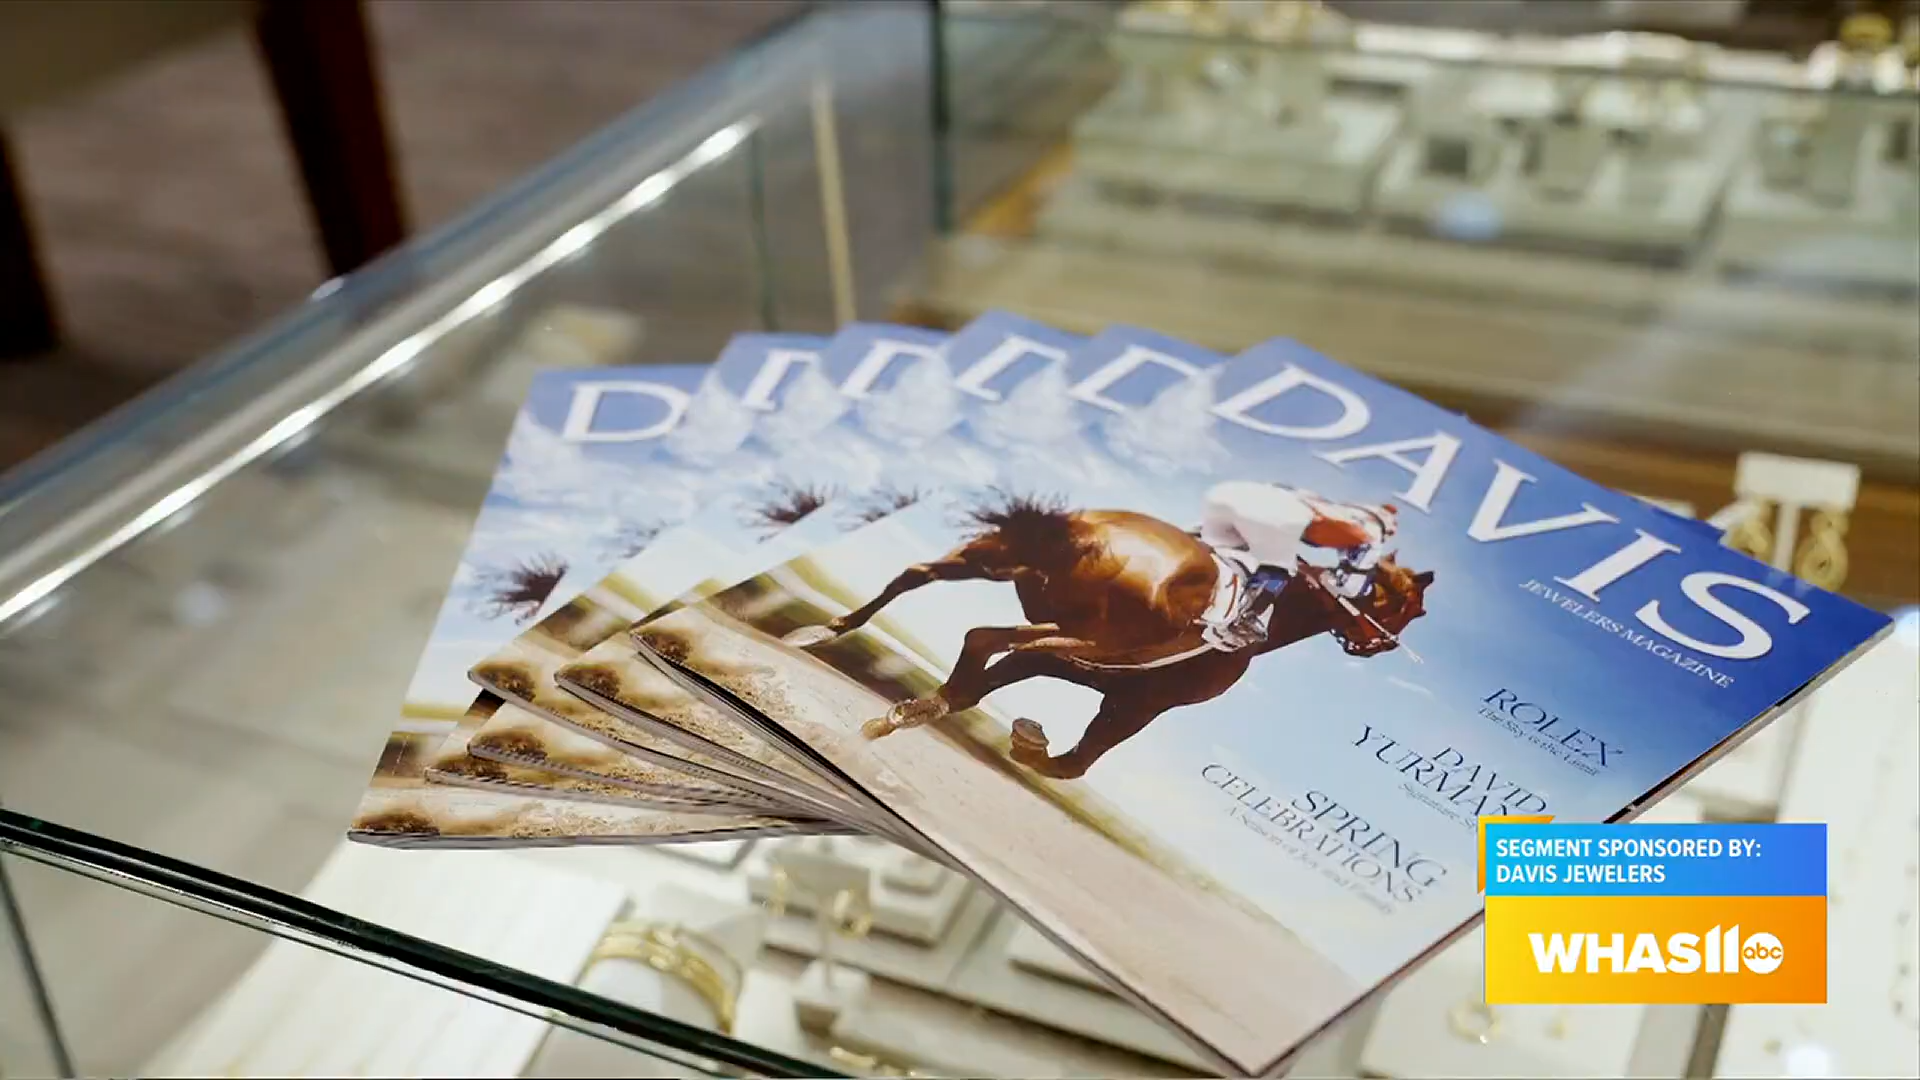 D
D
D
D
D
DAVIS
JEWELERS MAGAZINE
ROLEX
The Sky is the Limit
DAVID
YURMAN
Signature
SPRING
CELEBRATIONS
A Season of Joy and Family
SEGMENT SPONSORED BY:
DAVIS JEWELERS
WHAS11 abc